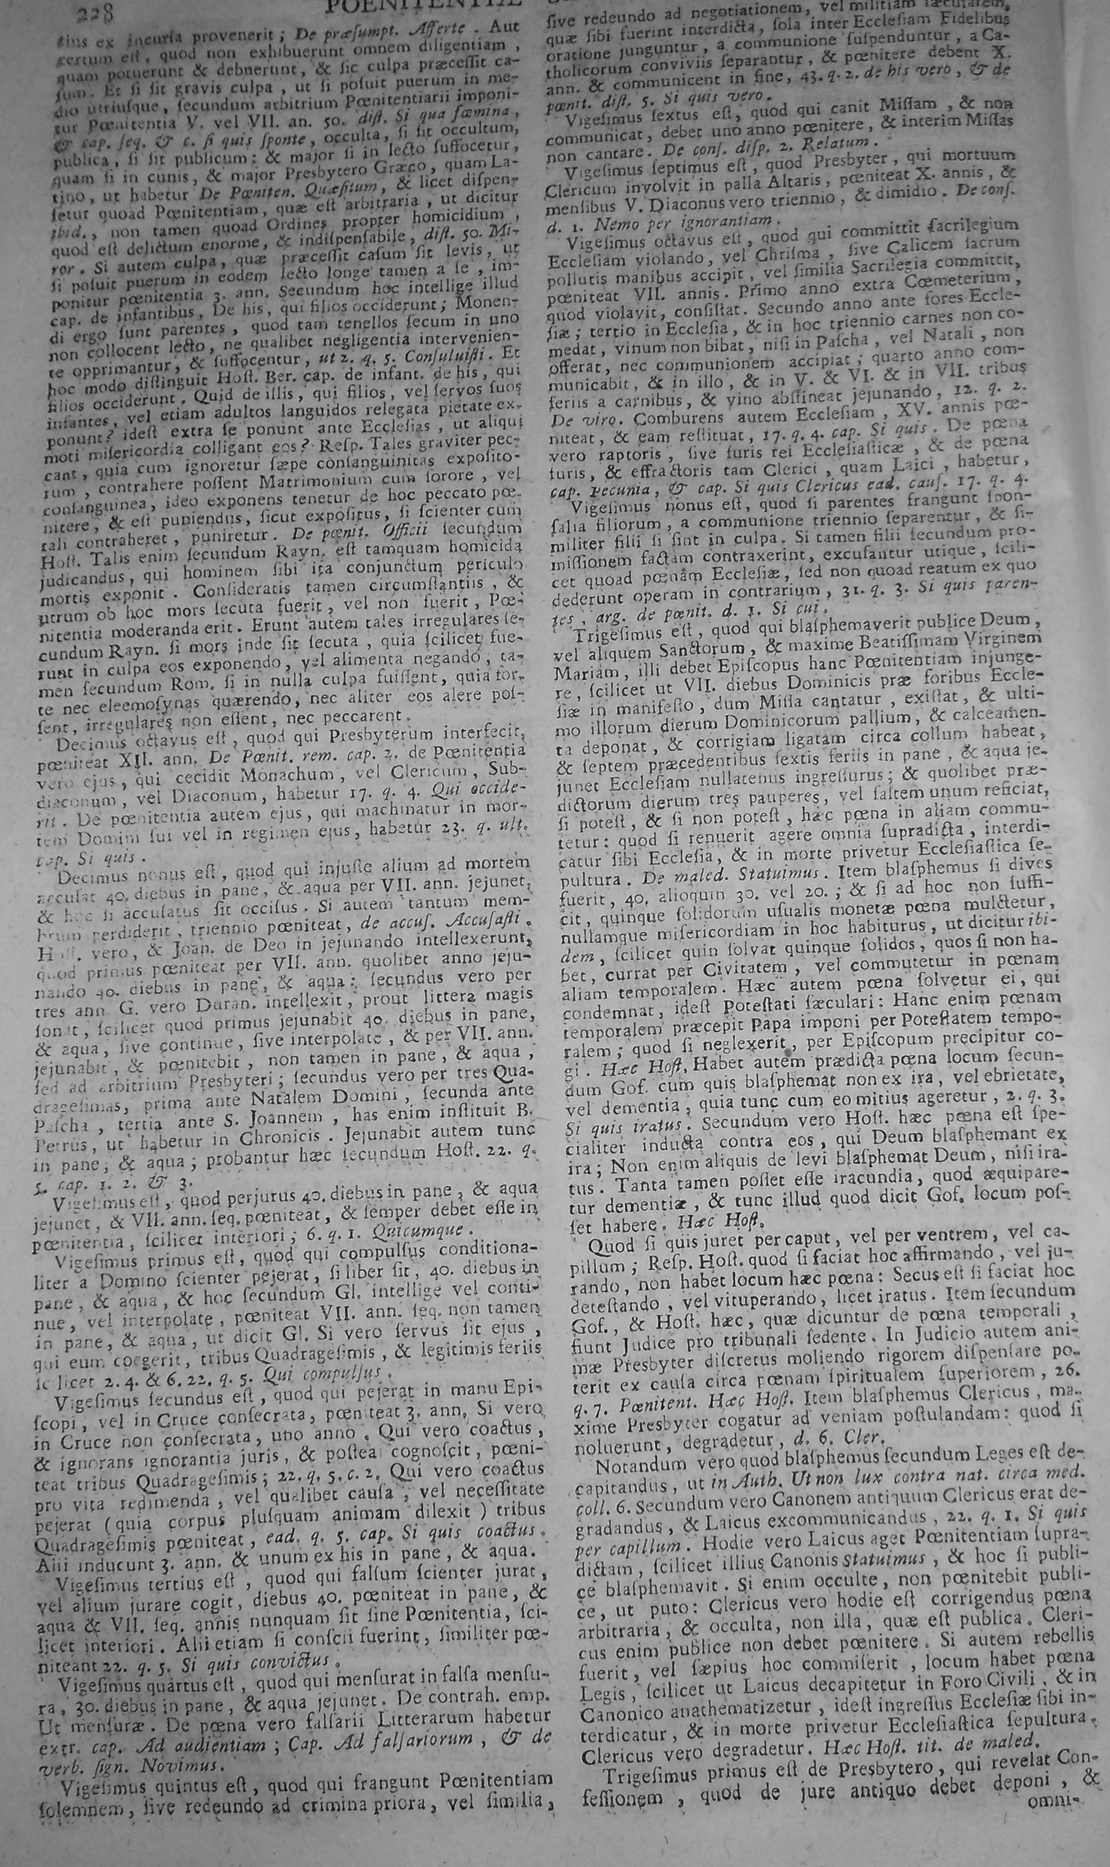 228
POENITENTIÆ
tius ex incuria provenerit; De præsumpt. Afferte. Aut
certum est, quod non exhibuerunt omnem diligentiam,
quam potuerunt & debuerunt, & sic culpa præcessit ca-
sum. Et si sit gravis culpa, ut si posuit puerum in me-
dio utriusque, secundum arbitrium Pœnitentiarii imponi-
tur Pœnitentia V. vel VII. an. 50. dist. Si qua fœmina,
& cap. seq. & c. si quis sponte, occulta, si sit occultum,
publica, si sit publicum: & major si in lecto suffocetur,
quam si in cunis, & major Presbytero Græco, quam La-
tino, ut habetur De Pœniten. Quæsitum, & licet dispen-
setur quoad Pœnitentiam, quæ est arbitraria, ut dicitur
ibid., non tamen quoad Ordines propter homicidium,
quod est delictum enorme, & indispensabile, dist. 50. Mi-
ror. Si autem culpa, quæ præcessit casum sit levis, ut
si posuit puerum in eodem lecto longe tamen a se, im-
ponitur pœnitentia 3. ann. Secundum hoc intellige illud
cap. de infantibus, De his, qui filios occiderunt; Monen-
di ergo sunt parentes, quod tam tenellos secum in uno
non collocent lecto, ne qualibet negligentia intervenien-
te opprimantur, & suffocentur, ut 2. q. 5. Consuluisti. Et
hoc modo distinguit Host. Ber. cap. de infant. de his, qui
filios occiderunt. Quid de illis, qui filios, vel servos suos
infantes, vel etiam adultos languidos relegata pietate ex-
ponunt? idest extra se ponunt ante Ecclesias, ut aliqui
moti misericordia colligant eos? Resp. Tales graviter pec-
cant, quia cum ignoretur sæpe consanguinitas exposito-
rum, contrahere possent Matrimonium cum sorore, vel
consanguinea, ideo exponens tenetur de hoc peccato pœ-
nitere, & est puniendus, sicut expositus, si scienter cum
tali contraheret, puniretur. De pœnit. Officii secundum
Host. Talis enim secundum Rayn. est tamquam homicida
judicandus, qui hominem sibi ita conjunctum periculo
mortis exponit. Consideratis tamen circumstantiis, &
utrum ob hoc mors secuta fuerit, vel non fuerit, Pœ-
nitentia moderanda erit. Erunt autem tales irregulares se-
cundum Rayn. si mors inde sit secuta, quia scilicet fue-
runt in culpa eos exponendo, vel alimenta negando, ta-
men secundum Rom. si in nulla culpa fuissent, quia for-
te nec eleemosynas quærendo, nec aliter eos alere pos-
sent, irregulares non essent, nec peccarent.
Decimus octavus est, quod qui Presbyterum interfecit,
pœniteat XII. ann. De Pœnit. rem. cap. 2. de Pœnitentia
vero ejus, qui cecidit Monachum, vel Clericum, Sub-
diaconum, vel Diaconum, habetur 17. q. 4. Qui occide-
rit. De pœnitentia autem ejus, qui machinatur in mor-
tem Domini sui vel in regimen ejus, habetur 23. q. ult.
cap. Si quis.
Decimus nonus est, quod qui injuste alium ad mortem
accusat 40. diebus in pane, & aqua per VII. ann. jejunet,
& hoc si accusatus sit occisus. Si autem tantum mem-
brum perdiderit, triennio pœniteat, de accus. Accusasti.
Host. vero, & Joan. de Deo in jejunando intellexerunt,
quod primus pœniteat per VII. ann. quolibet anno jeju-
nando 40. diebus in pane, & aqua; secundus vero per
tres ann. G. vero Duran. intellexit, prout littera magis
sonat, scilicet quod primus jejunabit 40. diebus in pane,
& aqua, sive continue, sive interpolate, & per VII. ann.
jejunabit, & pœnitebit, non tamen in pane, & aqua,
sed ad arbitrium Presbyteri; secundus vero per tres Qua-
dragesimas, prima ante Natalem Domini, secunda ante
Pascha, tertia ante S. Joannem, has enim instituit B.
Petrus, ut habetur in Chronicis. Jejunabit autem tunc
in pane, & aqua; probantur hæc secundum Host. 22. q.
5. cap. 1. 2. & 3.
Vigesimus est, quod perjurus 40. diebus in pane, & aqua
jejunet, & VII. ann. seq. pœniteat, & semper debet esse in
pœnitentia, scilicet interiori; 6. q. 1. Quicumque.
Vigesimus primus est, quod qui compulsus conditiona-
liter a Domino scienter pejerat, si liber sit, 40. diebus in
pane, & aqua, & hoc secundum Gl. intellige vel conti-
nue, vel interpolate, pœniteat VII. ann. seq. non tamen
in pane, & aqua, ut dicit Gl. Si vero servus sit ejus,
qui eum coegerit, tribus Quadragesimis, & legitimis feriis
scilicet 2. 4. & 6. 22. q. 5. Qui compulsus.
Vigesimus secundus est, quod qui pejerat in manu Epi-
scopi, vel in Cruce consecrata, pœniteat 3. ann. Si vero
in Cruce non consecrata, uno anno. Qui vero coactus,
& ignorans ignorantia juris, & postea cognoscit, pœni-
teat tribus Quadragesimis; 22. q. 5. c. 2. Qui vero coactus
pro vita redimenda, vel qualibet causa, vel necessitate
pejerat (quia corpus plusquam animam dilexit) tribus
Quadragesimis pœniteat, ead. q. 5. cap. Si quis coactus.
Alii inducunt 3. ann. & unum ex his in pane, & aqua.
Vigesimus tertius est, quod qui falsum scienter jurat,
vel alium jurare cogit, diebus 40. pœniteat in pane, &
aqua & VII. seq. annis nunquam sit sine Pœnitentia, sci-
licet interiori. Alii etiam si conscii fuerint, similiter pœ-
niteant 22. q. 5. Si quis convictus.
Vigesimus quartus est, quod qui mensurat in falsa mensu-
ra, 30. diebus in pane, & aqua jejunet. De contrah. emp.
Ut mensuræ. De pœna vero falsarii Litterarum habetur
extr. cap. Ad audientiam; Cap. Ad falsariorum, & de
verb. sign. Novimus.
Vigesimus quintus est, quod qui frangunt Pœnitentiam
solemnem, sive redeundo ad crimina priora, vel similia,
sive redeundo ad negotiationem, vel militiam sæcularem,
quæ sibi fuerint interdicta, sola inter Ecclesiam Fidelibus
oratione junguntur, a communione suspenduntur, a Ca-
tholicorum conviviis separantur, & pœnitere debent X.
ann. & communicent in fine, 43. q. 2. de his vero, & de
pœnit. dist. 5. Si quis vero.
Vigesimus sextus est, quod qui canit Missam, & non
communicat, debet uno anno pœnitere, & interim Missas
non cantare. De cons. disp. 2. Relatum.
Vigesimus septimus est, quod Presbyter, qui mortuum
Clericum involvit in palla Altaris, pœniteat X. annis, &
mensibus V. Diaconus vero triennio, & dimidio. De cons.
d. 1. Nemo per ignorantiam.
Vigesimus octavus est, quod qui committit sacrilegium
Ecclesiam violando, vel Chrisma, sive Calicem sacrum
pollutis manibus accipit, vel similia Sacrilegia committit,
pœniteat VII. annis. Primo anno extra Cœmeterium,
quod violavit, consistat. Secundo anno ante fores Eccle-
siæ; tertio in Ecclesia, & in hoc triennio carnes non co-
medat, vinum non bibat, nisi in Pascha, vel Natali, non
offerat, nec communionem accipiat; quarto anno com-
municabit, & in illo, & in V. & VI. & in VII. tribus
feriis a carnibus, & vino abstineat jejunando, 12. q. 2.
De viro. Comburens autem Ecclesiam, XV. annis pœ-
niteat, & eam restituat, 17. q. 4. cap. Si quis. De pœna
vero raptoris, sive furis rei Ecclesiasticæ, & de pœna
furis, & effractoris tam Clerici, quam Laici, habetur,
cap. pecunia, & cap. Si quis Clericus ead. caus. 17. q. 4.
Vigesimus nonus est, quod si parentes frangunt spon-
salia filiorum, a communione triennio separentur, & si-
militer filii si sint in culpa. Si tamen filii secundum pro-
missionem factam contraxerint, excusantur utique, scili-
cet quoad pœnam Ecclesiæ, sed non quoad reatum ex quo
dederunt operam in contrarium, 31. q. 3. Si quis paren-
tes, arg. de pœnit. d. 1. Si cui.
Trigesimus est, quod qui blasphemaverit publice Deum,
vel aliquem Sanctorum, & maxime Beatissimam Virginem
Mariam, illi debet Episcopus hanc Pœnitentiam injunge-
re, scilicet ut VII. diebus Dominicis præ foribus Eccle-
siæ in manifesto, dum Missa cantatur, existat, & ulti-
mo illorum dierum Dominicorum pallium, & calceamen-
ta deponat, & corrigiam ligatam circa collum habeat,
& septem præcedentibus sextis feriis in pane, & aqua je-
junet Ecclesiam nullatenus ingressurus; & quolibet præ-
dictorum dierum tres pauperes, vel saltem unum reficiat,
si potest, & si non potest, hæc pœna in aliam commu-
tetur: quod si renuerit agere omnia supradicta, interdi-
catur sibi Ecclesia, & in morte privetur Ecclesiastica se-
pultura. De maled. Statuimus. Item blasphemus si dives
fuerit, 40. alioquin 30. vel 20.; & si ad hoc non suffi-
cit, quinque solidorum usualis monetæ pœna mulctetur,
nullamque misericordiam in hoc habiturus, ut dicitur ibi-
dem, scilicet quin solvat quinque solidos, quos si non ha-
bet, currat per Civitatem, vel commutetur in pœnam
aliam temporalem. Hæc autem pœna solvetur ei, qui
condemnat, idest Potestati sæculari: Hanc enim pœnam
temporalem præcepit Papa imponi per Potestatem tempo-
ralem; quod si neglexerit, per Episcopum precipitur co-
gi. Hæc Host. Habet autem prædicta pœna locum secun-
dum Gof. cum quis blasphemat non ex ira, vel ebrietate,
vel dementia, quia tunc cum eo mitius ageretur, 2. q. 3.
Si quis iratus. Secundum vero Host. hæc pœna est spe-
cialiter inducta contra eos, qui Deum blasphemant ex
ira; Non enim aliquis de levi blasphemat Deum, nisi ira-
tus. Tanta tamen posset esse iracundia, quod æquipare-
tur dementiæ, & tunc illud quod dicit Gof. locum pos-
set habere. Hæc Host.
Quod si quis juret per caput, vel per ventrem, vel ca-
pillum; Resp. Host. quod si faciat hoc affirmando, vel ju-
rando, non habet locum hæc pœna: Secus est si faciat hoc
detestando, vel vituperando, licet iratus. Item secundum
Gof., & Host. hæc, quæ dicuntur de pœna temporali,
fiunt Judice pro tribunali sedente. In Judicio autem ani-
mæ Presbyter discretus moliendo rigorem dispensare po-
terit ex causa circa pœnam spiritualem superiorem, 26.
q. 7. Pœnitent. Hæc Host. Item blasphemus Clericus, ma-
xime Presbyter cogatur ad veniam postulandam: quod si
noluerunt, degradetur, d. 6. Cler.
Notandum vero quod blasphemus secundum Leges est de-
capitandus, ut in Auth. Ut non lux contra nat. circa med.
coll. 6. Secundum vero Canonem antiquum Clericus erat de-
gradandus, & Laicus excommunicandus, 22. q. 1. Si quis
per capillum. Hodie vero Laicus aget Pœnitentiam supra-
dictam, scilicet illius Canonis Statuimus, & hoc si publi-
ce blasphemavit. Si enim occulte, non pœnitebit publi-
ce, ut puto: Clericus vero hodie est corrigendus pœna
arbitraria, & occulta, non illa, quæ est publica. Cleri-
cus enim publice non debet pœnitere. Si autem rebellis
fuerit, vel sæpius hoc commiserit, locum habet pœna
Legis, scilicet ut Laicus decapitetur in Foro Civili, & in
Canonico anathematizetur, idest ingressus Ecclesiæ sibi in-
terdicatur, & in morte privetur Ecclesiastica sepultura.
Clericus vero degradetur. Hæc Host. tit. de maled.
Trigesimus primus est de Presbytero, qui revelat Con-
fessionem, quod de jure antiquo debet deponi, &
omni-